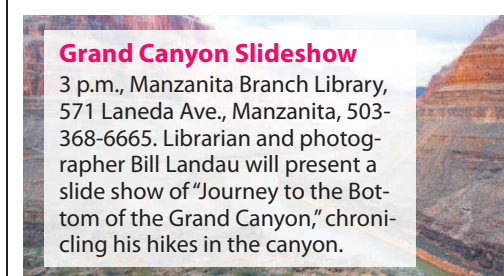 Grand Canyon Slideshow
3 p.m., Manzanita Branch Library,
571 Laneda Ave., Manzanita, 503-
368-6665. Librarian and photog-
rapher Bill Landau will present a
slide show of “Journey to the Bot-
tom of the Grand Canyon,” chroni-
cling his hikes in the canyon.